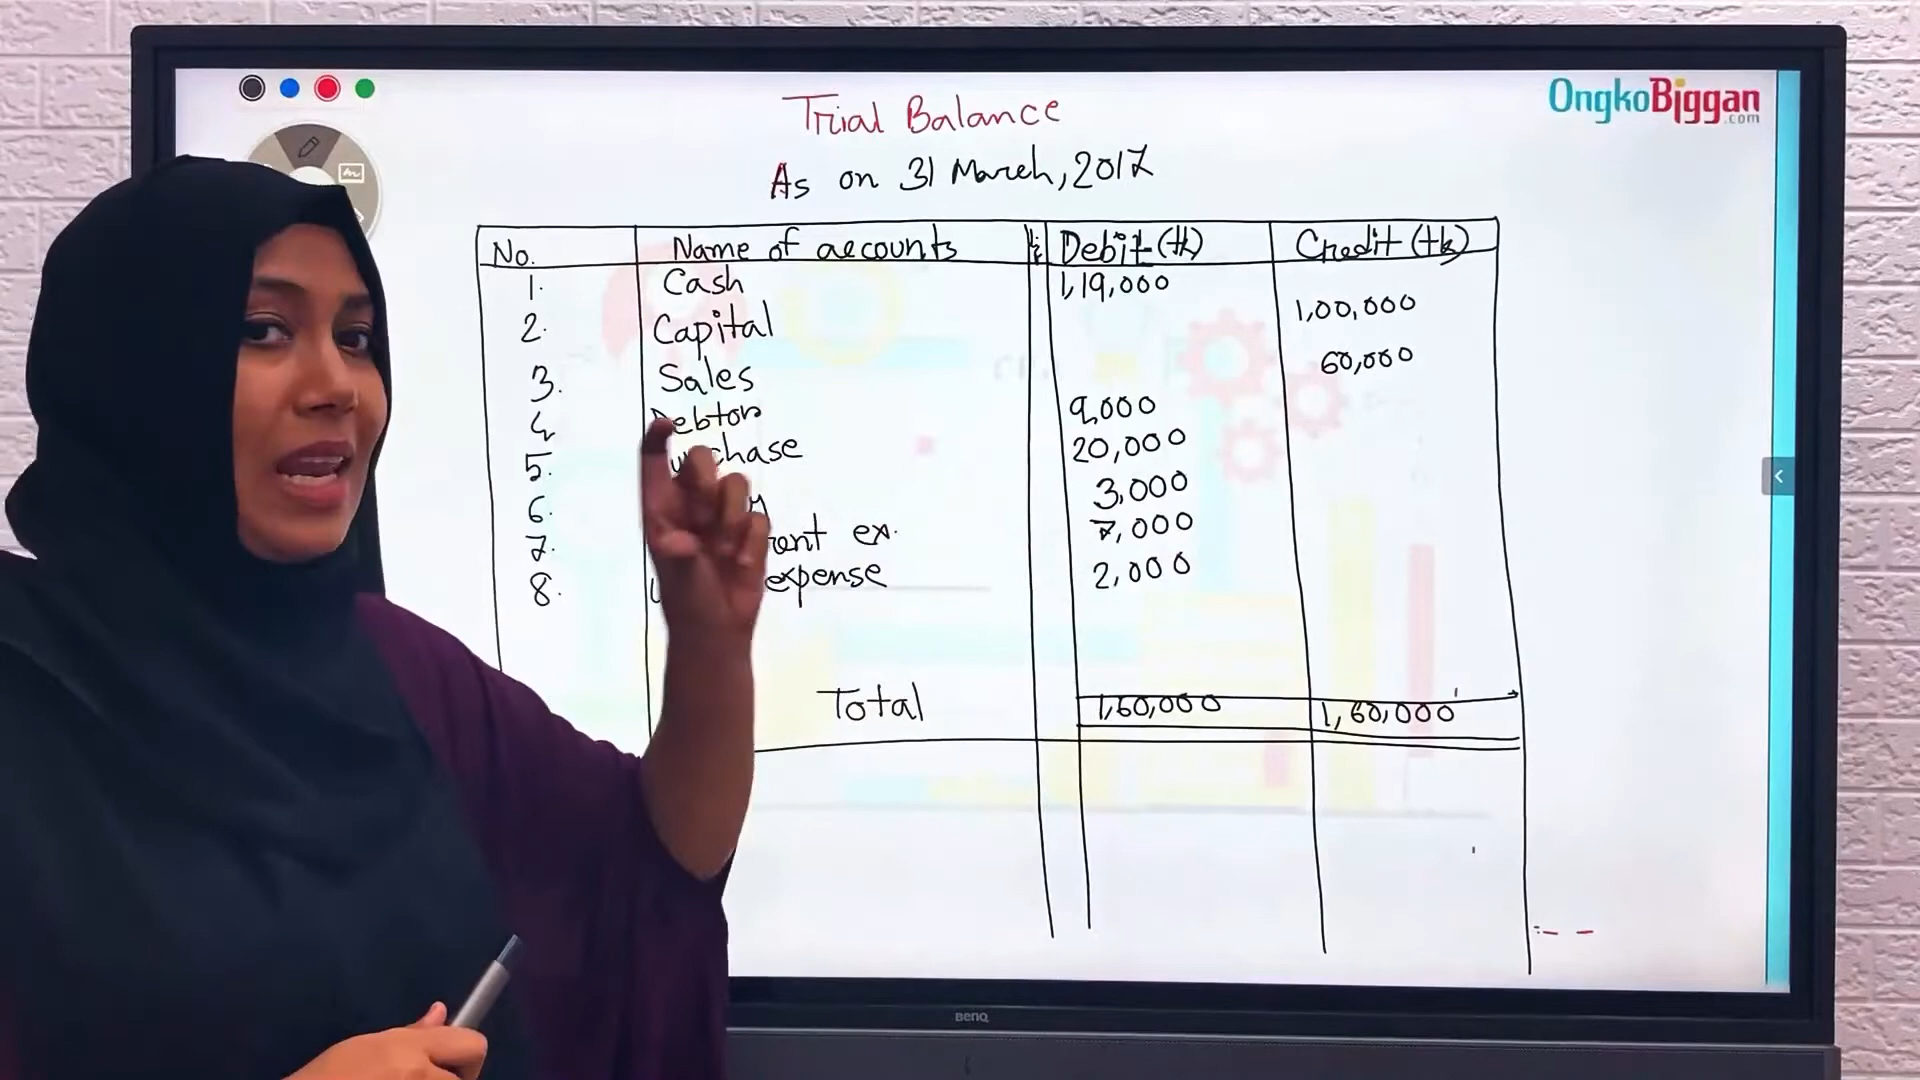 OngkoBiggan
.com
Trial Balance
As on 31 March, 2017
No. Name of accounts Debit (tk) Credit (tk)
1. Cash 1,19,000
2. Capital 1,00,000
3. Sales 60,000
4 Debtor 9,000
5. 20,000
6. 3,000
7. ex. 7,000
8. expense 2,000
Total 1,60,000 1,60,000
BenQ